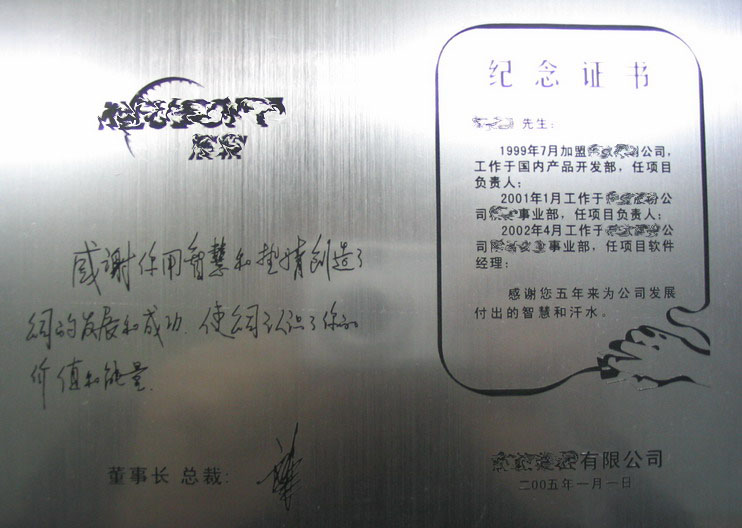 感谢你用智慧和热情创造了
公司的发展和成功,使公司认识了你的
价值和能量.
董事长 总裁:
纪念证书
先生:
1999年7月加盟公司,
工作于国内产品开发部,任项目
负责人;
2001年1月工作于公
司事业部,任项目负责人;
2002年4月工作于公
司事业部,任项目软件
经理;
感谢您五年来为公司发展
付出的智慧和汗水。
有限公司
二00五年一月一日